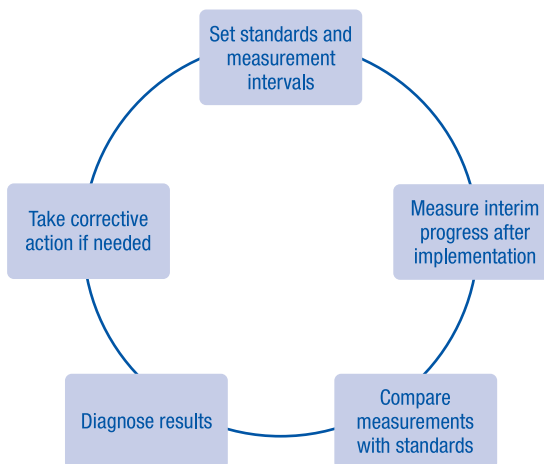 Set standards and
measurement
intervals
Measure interim
progress after
implementation
Compare
measurements
with standards
Diagnose results
Take corrective
action if needed